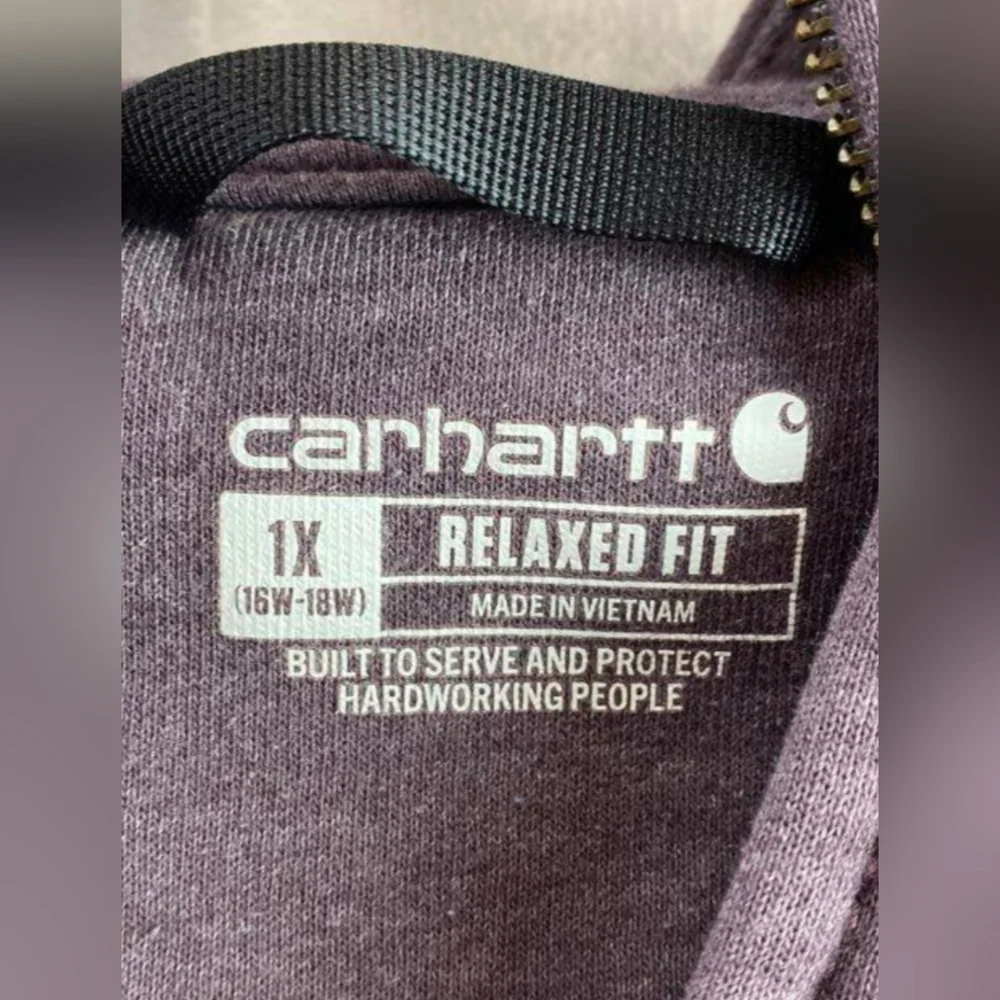 carhartt
1X
(16W-18W)
RELAXED FIT
MADE IN VIETNAM
BUILT TO SERVE AND PROTECT
HARDWORKING PEOPLE